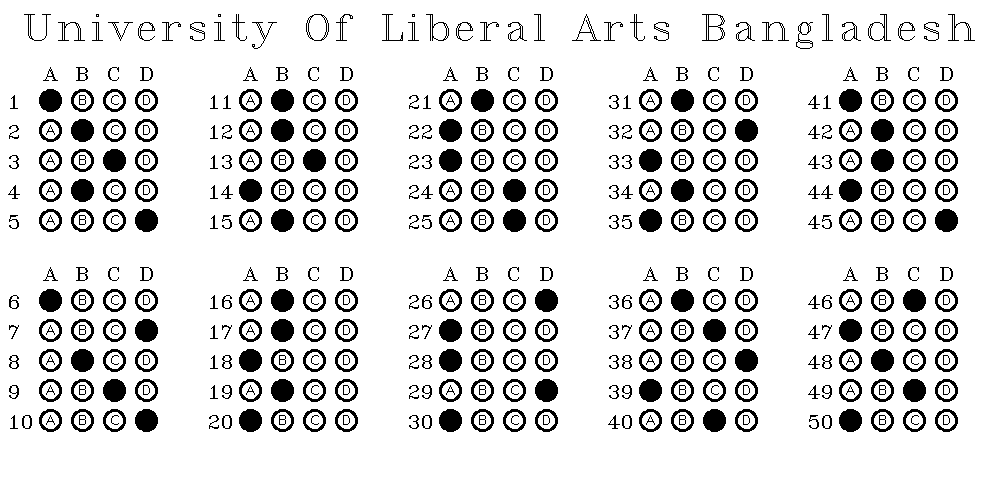 University Of Liberal Arts Bangladesh
A B C D A B C D A B C D A B C D A B C D
1 B C D 11 A C D 21 A C D 31 A C D 41 B C D
2 A C D 12 A C D 22 B C D 32 A B C 42 A C D
3 A B D 13 A B D 23 B C D 33 B C D 43 A C D
4 A C D 14 B C D 24 A B D 34 A C D 44 B C D
5 A B C 15 A C D 25 A B D 35 B C D 45 A B C
A B C D A B C D A B C D A B C D A B C D
6 B C D 16 A C D 26 A B C 36 A C D 46 A B D
7 A B C 17 A C D 27 B C D 37 A B D 47 B C D
8 A C D 18 B C D 28 B C D 38 A B C 48 A C D
9 A B D 19 A C D 29 A B C 39 B C D 49 A B D
10 A B C 20 B C D 30 B C D 40 A B D 50 B C D